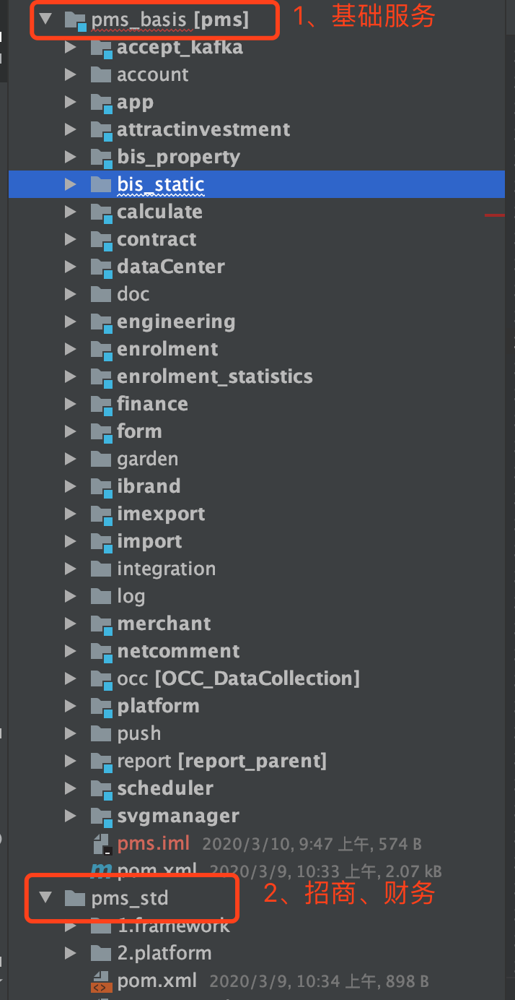 pms_basis [pms] 1、基础服务
accept_kafka
account
app
attractinvestment
bis_property
bis_static
calculate
contract
dataCenter
doc
engineering
enrolment
enrolment_statistics
finance
form
garden
ibrand
imexport
import
integration
log
merchant
netcomment
occ [OCC_DataCollection]
platform
push
report [report_parent]
scheduler
svgmanager
pms.iml 2020/3/10, 9:47 上午, 574 B
pom.xml 2020/3/9, 10:33 上午, 2.07 kB
pms_std 2、招商、财务
1.framework
2.platform
pom.xml 2020/3/9, 10:34 上午, 898 B